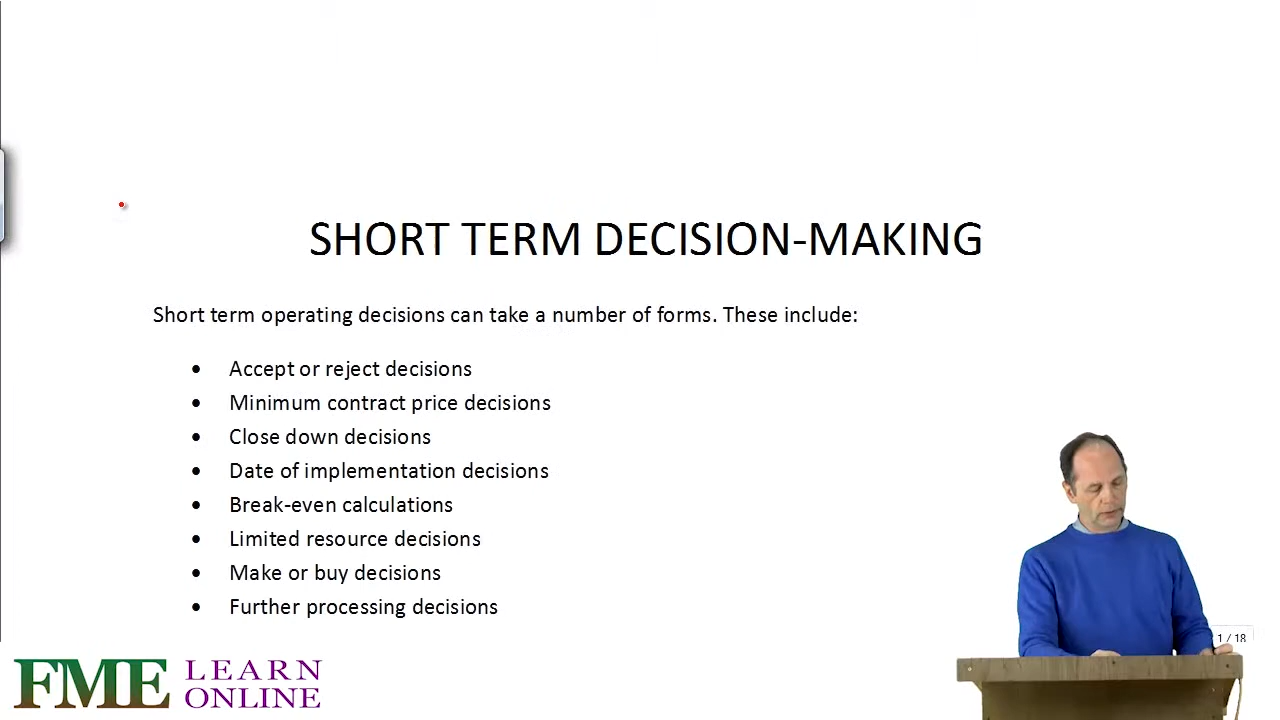 SHORT TERM DECISION-MAKING
Short term operating decisions can take a number of forms. These include:
• Accept or reject decisions
• Minimum contract price decisions
• Close down decisions
• Date of implementation decisions
• Break-even calculations
• Limited resource decisions
• Make or buy decisions
• Further processing decisions
1 / 18
FME LEARN
ONLINE